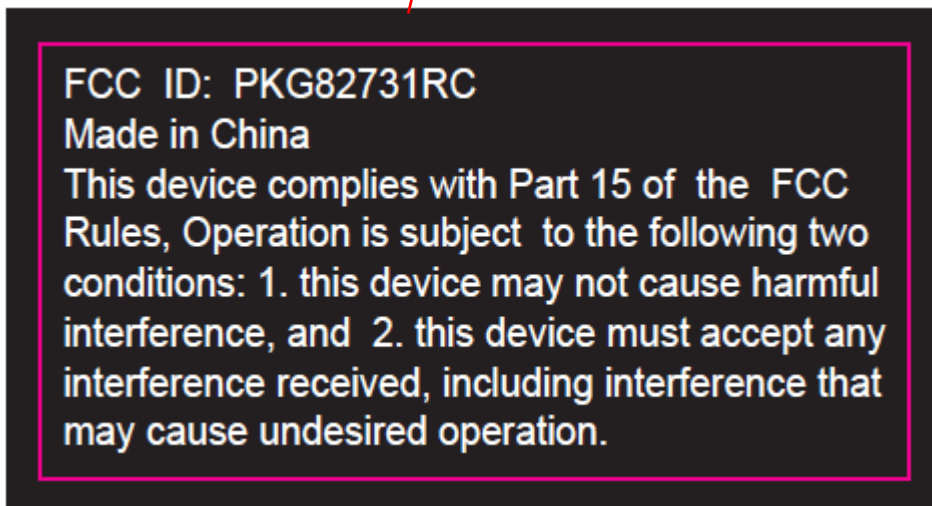 FCC ID: PKG82731RC
Made in China
This device complies with Part 15 of the FCC
Rules, Operation is subject to the following two
conditions: 1. this device may not cause harmful
interference, and 2. this device must accept any
interference received, including interference that
may cause undesired operation.